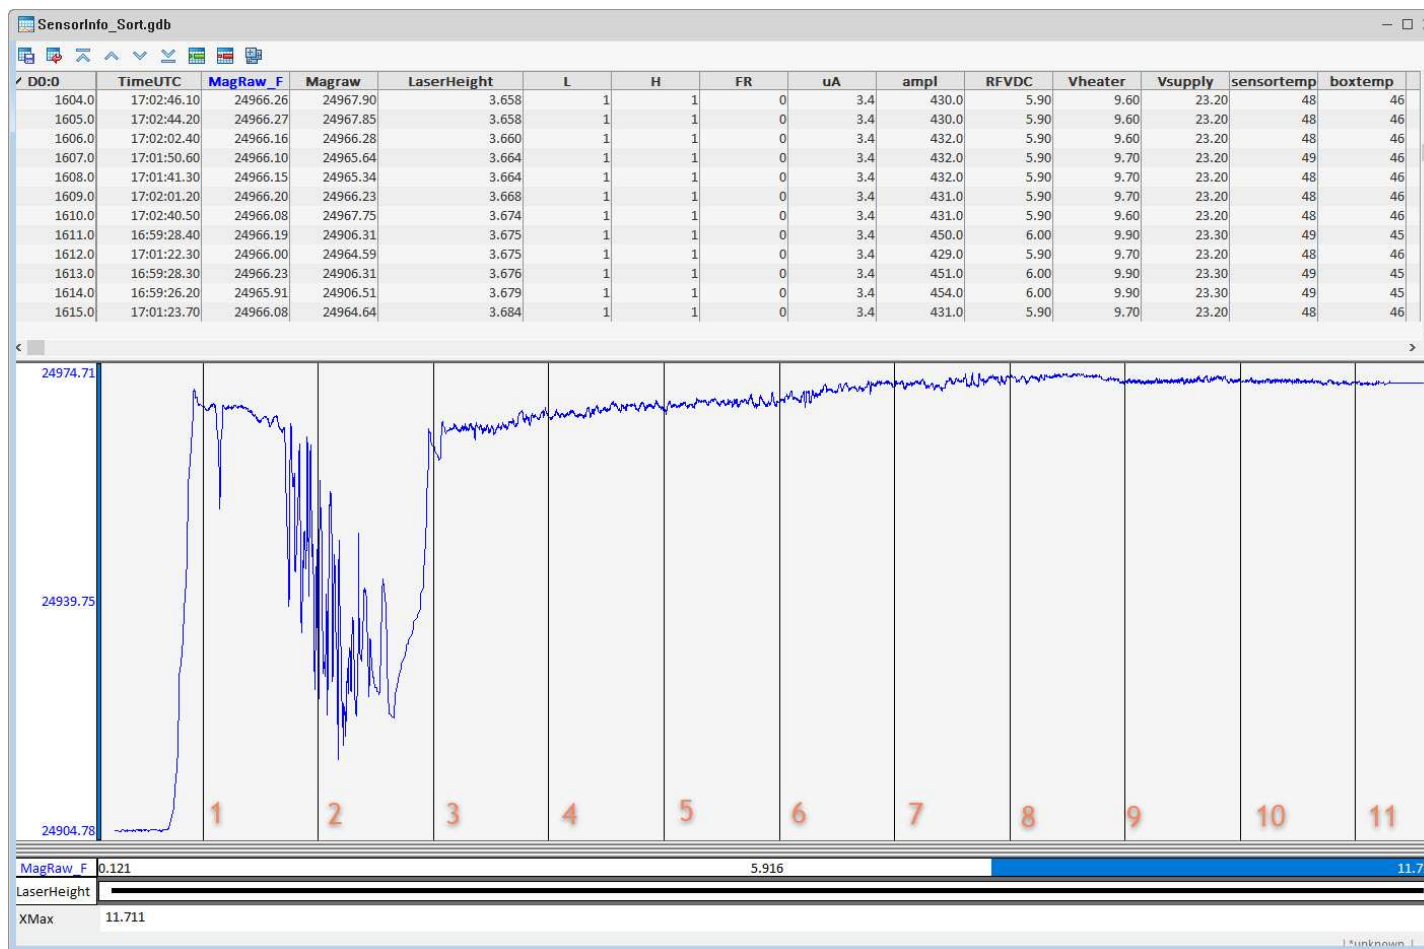 SensorInfo_Sort.gdb
D0:0 TimeUTC MagRaw_F Magraw LaserHeight L H FR uA ampl RFVDC Vheater Vsupply sensortemp boxtemp
1604.0 17:02:46.10 24966.26 24967.90 3.658 1 1 0 3.4 430.0 5.90 9.60 23.20 48 46
1605.0 17:02:44.20 24966.27 24967.85 3.658 1 1 0 3.4 430.0 5.90 9.60 23.20 48 46
1606.0 17:02:02.40 24966.16 24966.28 3.660 1 1 0 3.4 432.0 5.90 9.60 23.20 48 46
1607.0 17:01:50.60 24966.10 24965.64 3.664 1 1 0 3.4 432.0 5.90 9.70 23.20 49 46
1608.0 17:01:41.30 24966.15 24965.34 3.664 1 1 0 3.4 432.0 5.90 9.70 23.20 48 46
1609.0 17:02:01.20 24966.20 24966.23 3.668 1 1 0 3.4 431.0 5.90 9.70 23.20 48 46
1610.0 17:02:40.50 24966.08 24967.75 3.674 1 1 0 3.4 431.0 5.90 9.60 23.20 48 46
1611.0 16:59:28.40 24966.19 24906.31 3.675 1 1 0 3.4 450.0 6.00 9.90 23.30 49 45
1612.0 17:01:22.30 24966.00 24964.59 3.675 1 1 0 3.4 429.0 5.90 9.70 23.20 48 46
1613.0 16:59:28.30 24966.23 24906.31 3.676 1 1 0 3.4 451.0 6.00 9.90 23.30 49 45
1614.0 16:59:26.20 24965.91 24906.51 3.679 1 1 0 3.4 454.0 6.00 9.90 23.30 49 45
1615.0 17:01:23.70 24966.08 24964.64 3.684 1 1 0 3.4 431.0 5.90 9.70 23.20 48 46
24974.71
24939.75
24904.78
1 2 3 4 5 6 7 8 9 10 11
MagRaw_F 0.121 5.916 11.7
LaserHeight
XMax 11.711